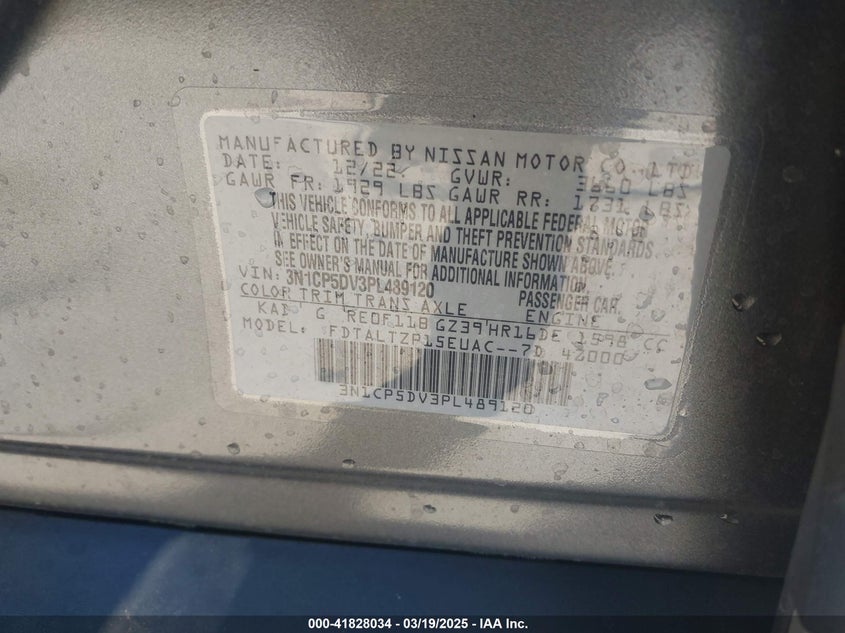 MANUFACTURED BY NISSAN MOTOR CO., LTD
DATE: 12/22 GVWR: 3660 LBS
GAWR FR: 1929 LBS GAWR RR: 1731 LBS
THIS VEHICLE CONFORMS TO ALL APPLICABLE FEDERAL MOTOR
VEHICLE SAFETY, BUMPER AND THEFT PREVENTION STANDARDS
IN EFFECT ON THE DATE OF MANUFACTURE SHOWN ABOVE.
SEE OWNER'S MANUAL FOR ADDITIONAL INFORMATION.
VIN: 3N1CP5DV3PL489120 PASSENGER CAR
COLOR TRIM TRANS AXLE ENGINE
KAD G RE0F11B GZ39 HR16DE 1598 CC
MODEL: FDTALTZP15EUAC--7D 42000
3N1CP5DV3PL489120
000-41828034 / 03/19/2025 - IAA Inc.